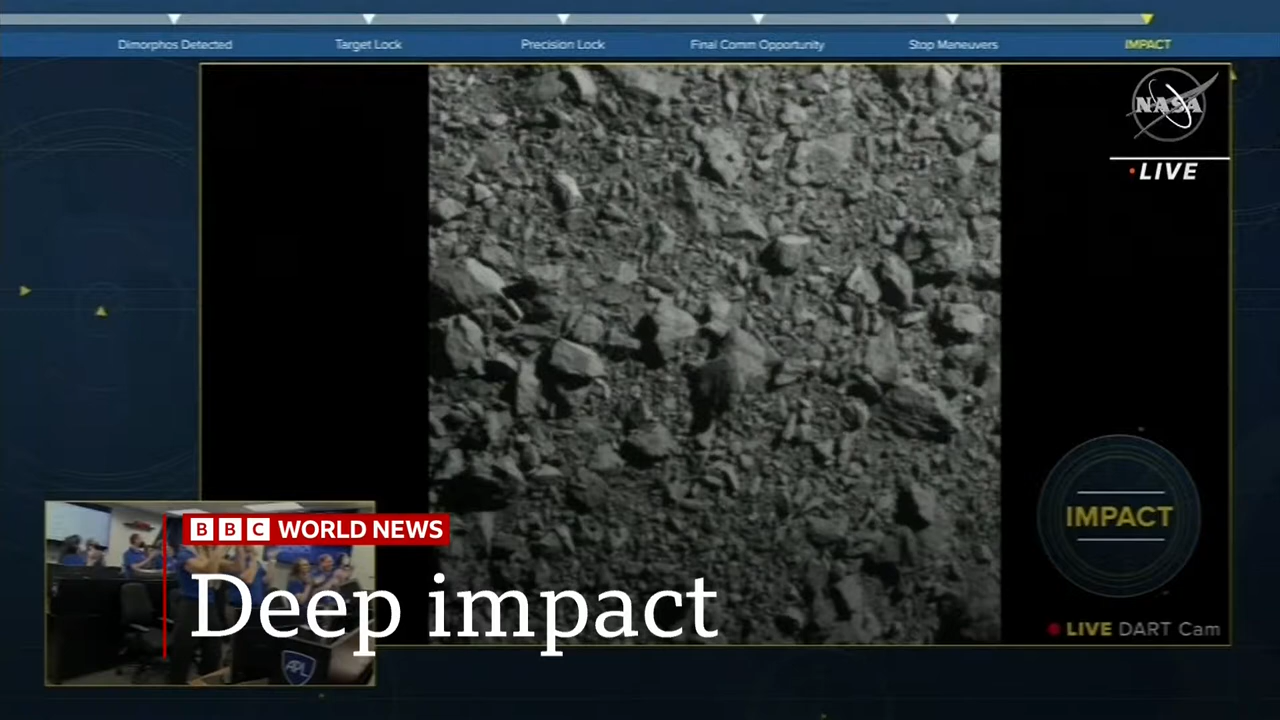 Dimorphos Detected
Target Lock
Precision Lock
Final Comm Opportunity
Stop Maneuvers
IMPACT
NASA
LIVE
IMPACT
LIVE DART Cam
BBC WORLD NEWS
Deep impact
APL